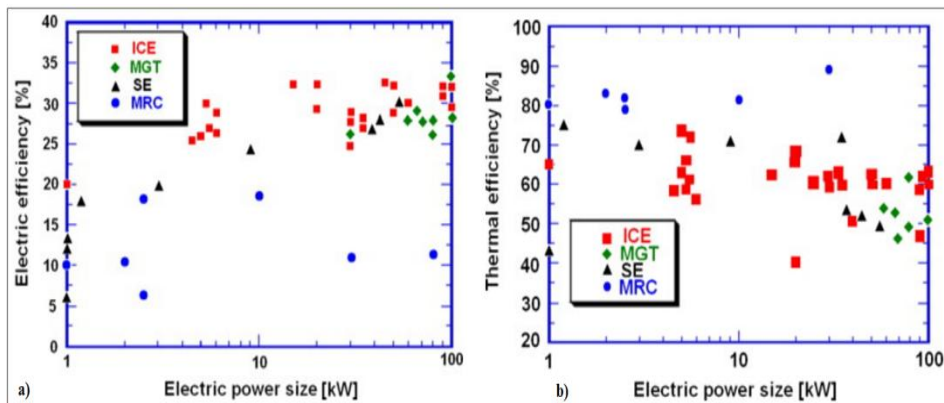 40
35
30
25
20
15
10
5
0
Electric efficiency [%]
ICE
MGT
SE
MRC
1 10 100
Electric power size [kW]
a)
100
90
80
70
60
50
40
30
20
Thermal efficiency [%]
ICE
MGT
SE
MRC
1 10 100
Electric power size [kW]
b)